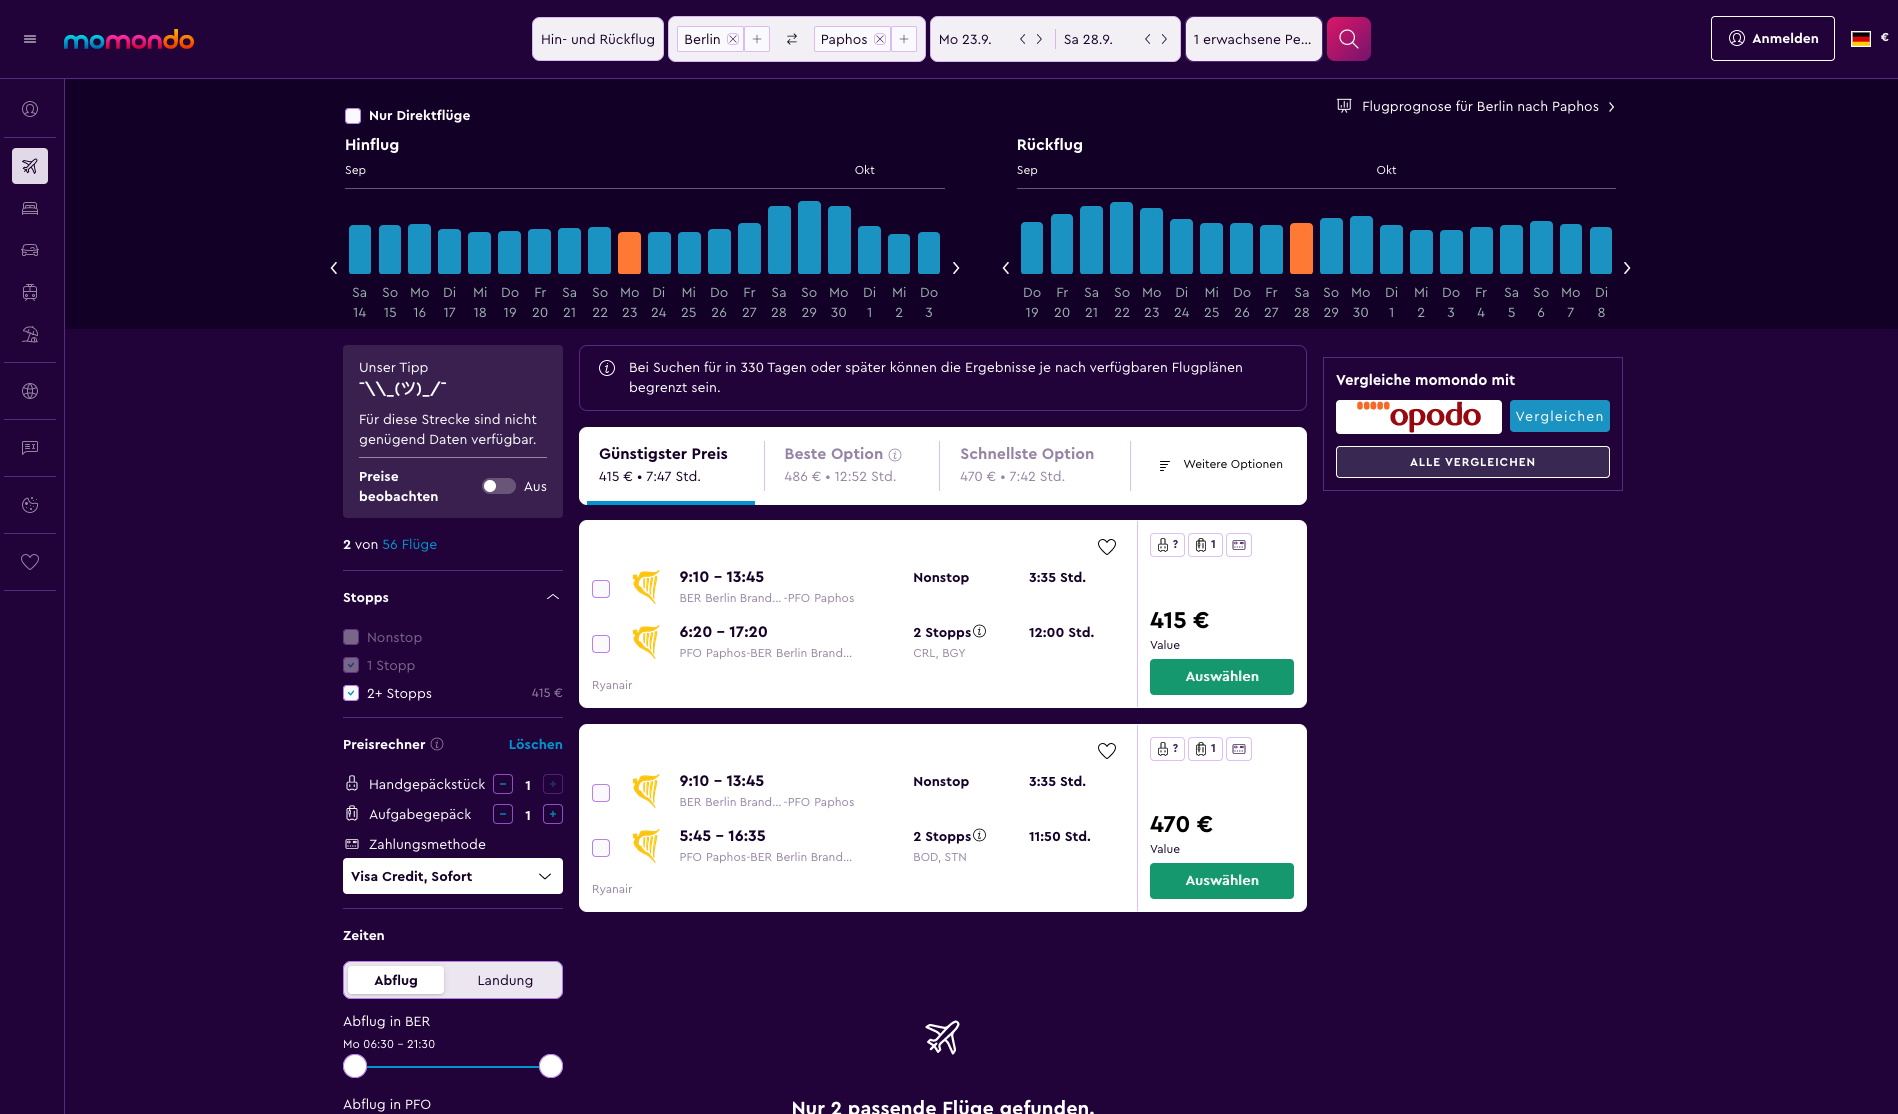 momondo
Hin- und Rückflug
Berlin
Paphos
Mo 23.9.
Sa 28.9.
1 erwachsene Pe...
Anmelden
€
Nur Direktflüge
Flugprognose für Berlin nach Paphos
Hinflug
Sep Okt
Sa So Mo Di Mi Do Fr Sa So Mo Di Mi Do Fr Sa So Mo Di Mi Do
14 15 16 17 18 19 20 21 22 23 24 25 26 27 28 29 30 1 2 3
Rückflug
Sep Okt
Do Fr Sa So Mo Di Mi Do Fr Sa So Mo Di Mi Do Fr Sa So Mo Di
19 20 21 22 23 24 25 26 27 28 29 30 1 2 3 4 5 6 7 8
Unser Tipp
¯\\_(ツ)_/¯
Für diese Strecke sind nicht
genügend Daten verfügbar.
Preise
beobachten
Aus
2 von 56 Flüge
Stopps
Nonstop
1 Stopp
2+ Stopps 415 €
Preisrechner Löschen
Handgepäckstück 1
Aufgabegepäck 1
Zahlungsmethode
Visa Credit, Sofort
Zeiten
Abflug Landung
Abflug in BER
Mo 06:30 – 21:30
Abflug in PFO
Bei Suchen für in 330 Tagen oder später können die Ergebnisse je nach verfügbaren Flugplänen
begrenzt sein.
Günstigster Preis
415 € • 7:47 Std.
Beste Option
486 € • 12:52 Std.
Schnellste Option
470 € • 7:42 Std.
Weitere Optionen
9:10 – 13:45 Nonstop 3:35 Std.
BER Berlin Brand...-PFO Paphos
6:20 – 17:20 2 Stopps 12:00 Std.
PFO Paphos-BER Berlin Brand... CRL, BGY
Ryanair
? 1
415 €
Value
Auswählen
9:10 – 13:45 Nonstop 3:35 Std.
BER Berlin Brand...-PFO Paphos
5:45 – 16:35 2 Stopps 11:50 Std.
PFO Paphos-BER Berlin Brand... BOD, STN
Ryanair
? 1
470 €
Value
Auswählen
Nur 2 passende Flüge gefunden.
Vergleiche momondo mit
opodo
Vergleichen
ALLE VERGLEICHEN